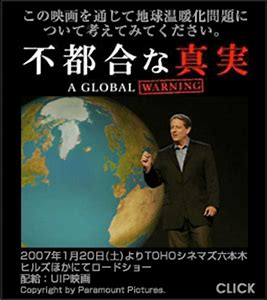 この映画を通じて地球温暖化問題に
ついて考えてみてください。
不都合な真実
A GLOBAL WARNING
2007年1月20日(土)よりTOHOシネマズ六本木
ヒルズほかにてロードショー
配給：UIP映画
Copyright by Paramount Pictures.
CLICK